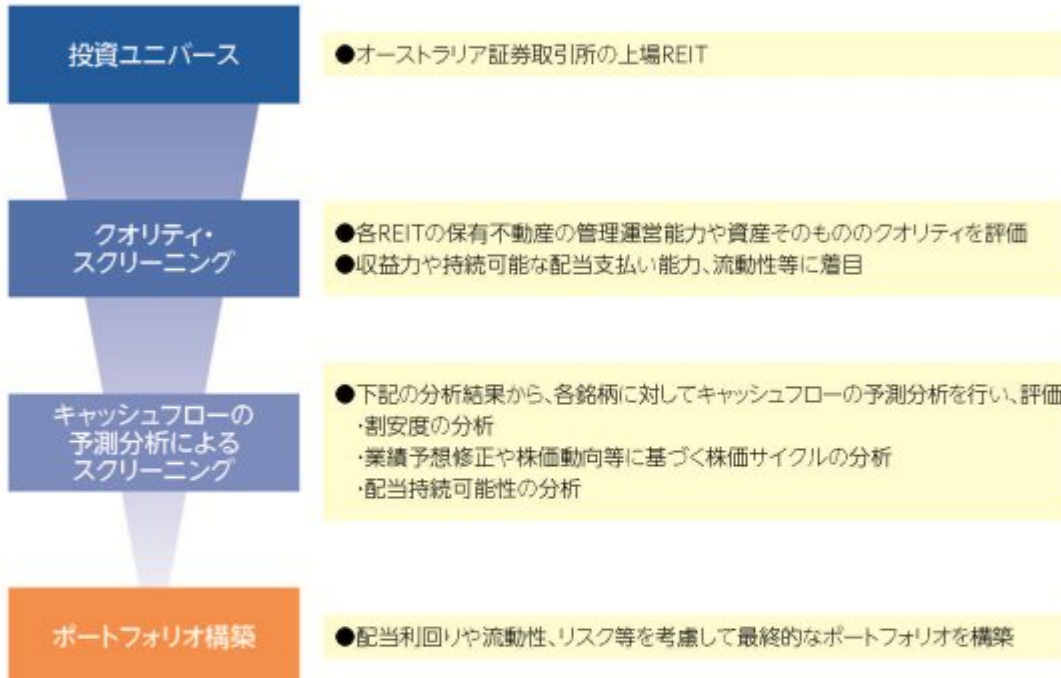 投資ユニバース
●オーストラリア証券取引所の上場REIT
クオリティ・
スクリーニング
●各REITの保有不動産の管理運営能力や資産そのもののクオリティを評価
●収益力や持続可能な配当支払い能力、流動性等に着目
キャッシュフローの
予測分析による
スクリーニング
●下記の分析結果から、各銘柄に対してキャッシュフローの予測分析を行い、評価
・割安度の分析
・業績予想修正や株価動向等に基づく株価サイクルの分析
・配当持続可能性の分析
ポートフォリオ構築
●配当利回りや流動性、リスク等を考慮して最終的なポートフォリオを構築